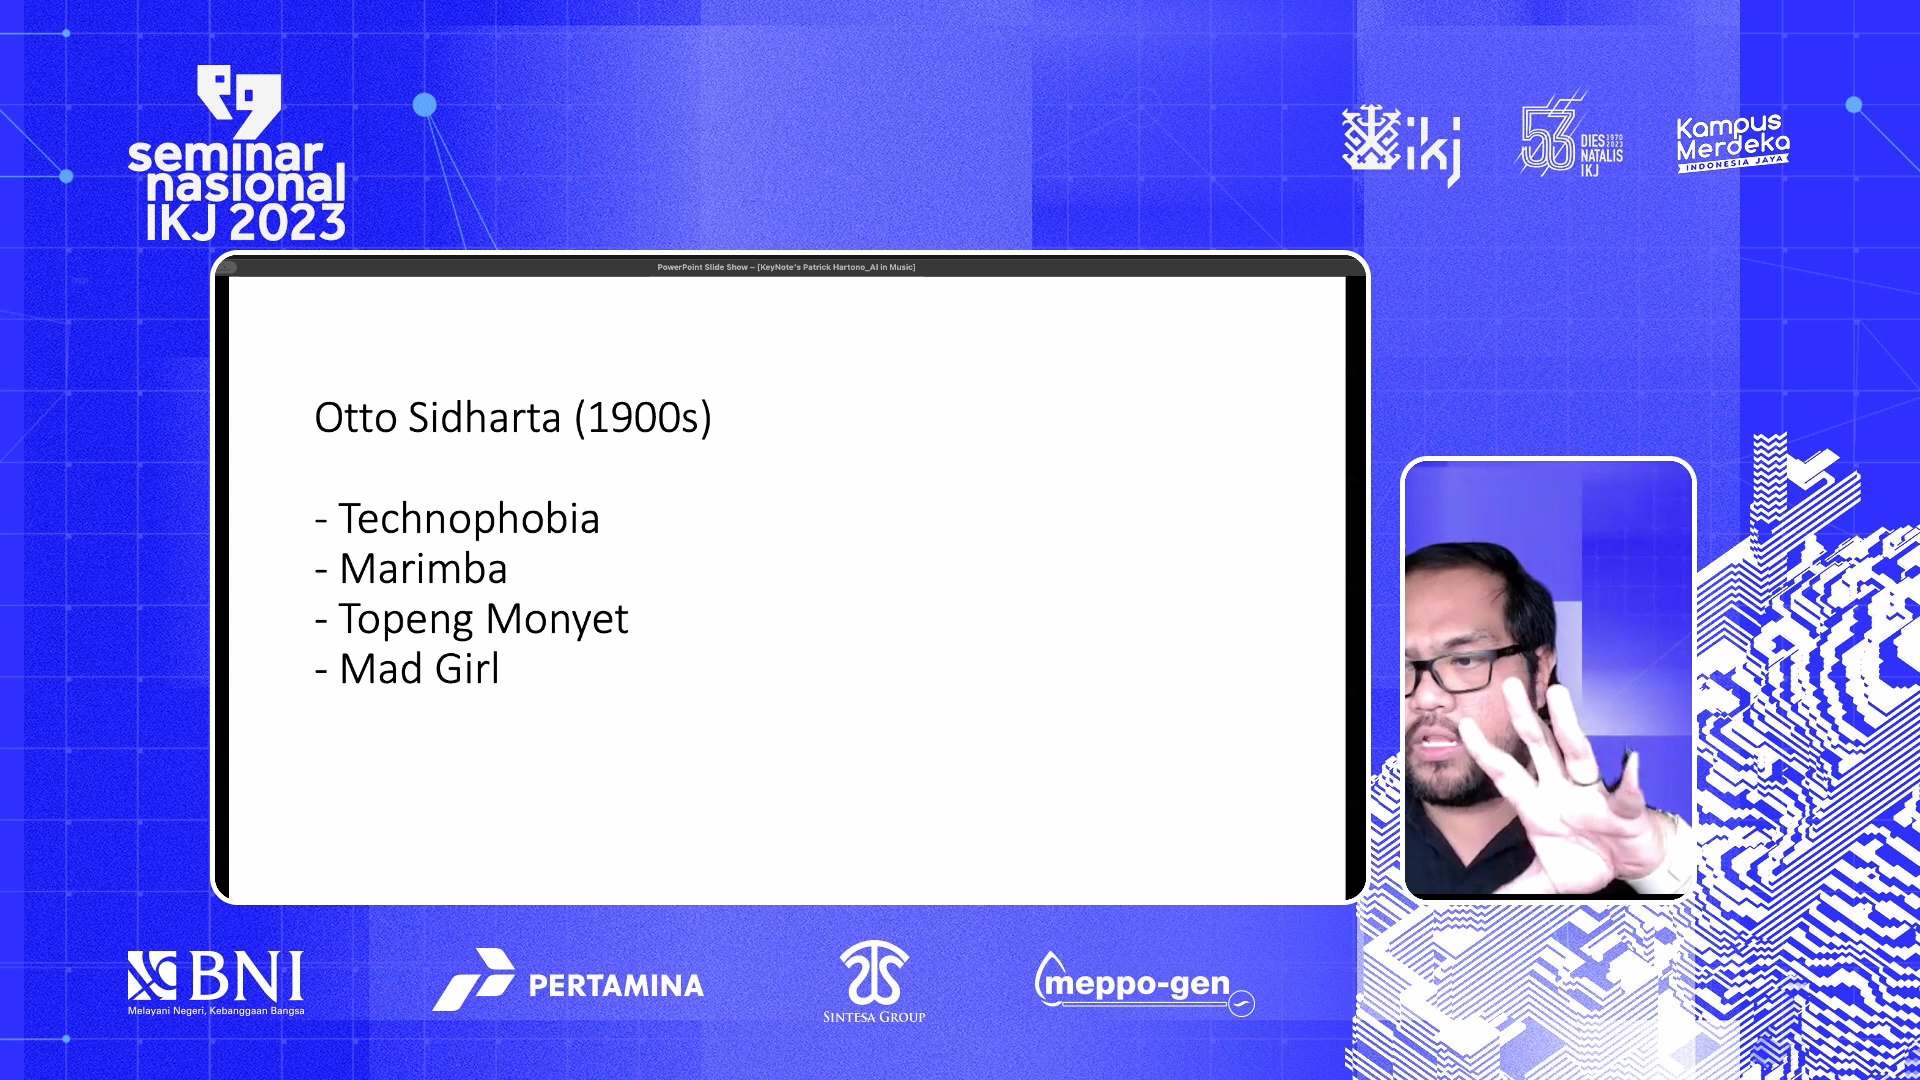 seminar
nasional
IKJ 2023
ikj
53
DIES 1970
NATALIS 2023
IKJ
Kampus
Merdeka
INDONESIA JAYA
PowerPoint Slide Show – [KeyNote's Patrick Hartono_AI in Music]
Otto Sidharta (1900s)
- Technophobia
- Marimba
- Topeng Monyet
- Mad Girl
BNI
Melayani Negeri, Kebanggaan Bangsa
PERTAMINA
SINTESA GROUP
meppo-gen